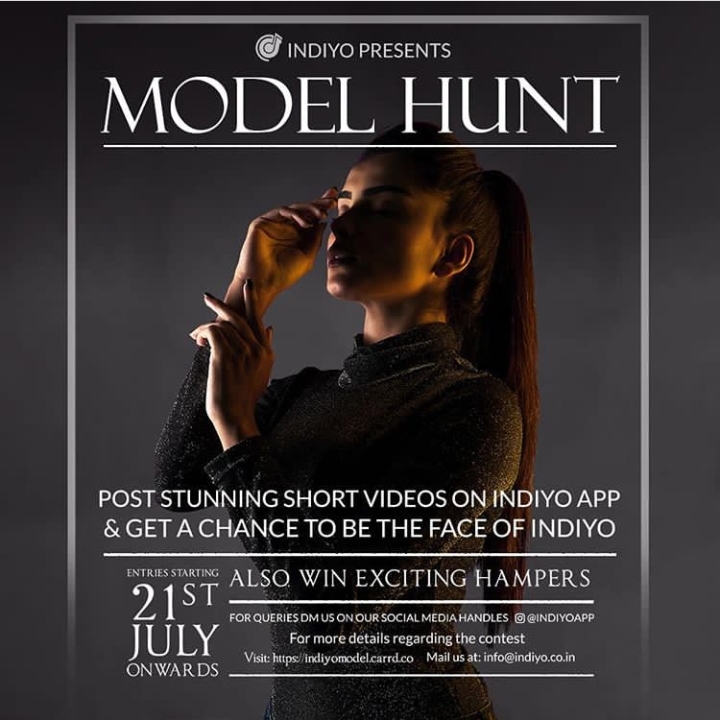 INDIYO PRESENTS
MODEL HUNT
POST STUNNING SHORT VIDEOS ON INDIYO APP
& GET A CHANCE TO BE THE FACE OF INDIYO
ENTRIES STARTING
21ST
JULY
ONWARDS
ALSO WIN EXCITING HAMPERS
FOR QUERIES DM US ON OUR SOCIAL MEDIA HANDLES @INDIYOAPP
For more details regarding the contest
Visit: https://indiyomodel.carrd.co Mail us at: info@indiyo.co.in